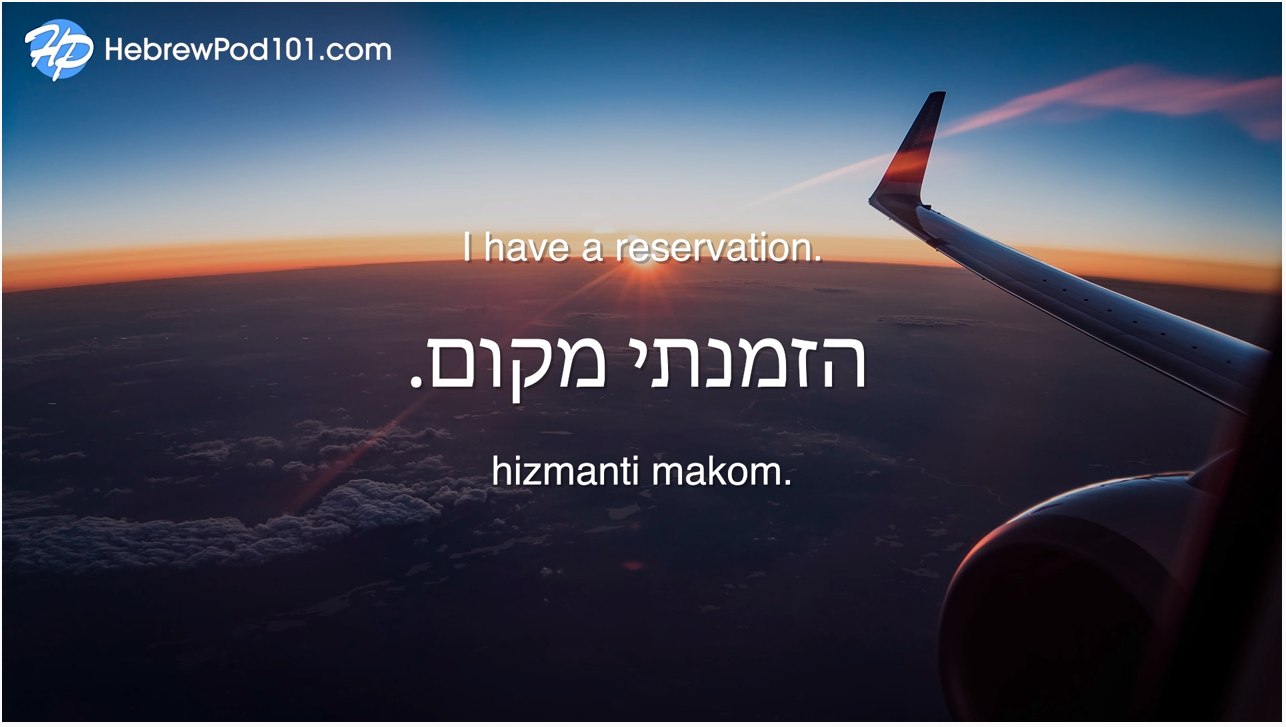 HebrewPod101.com
I have a reservation.
הזמנתי מקום.
hizmanti makom.